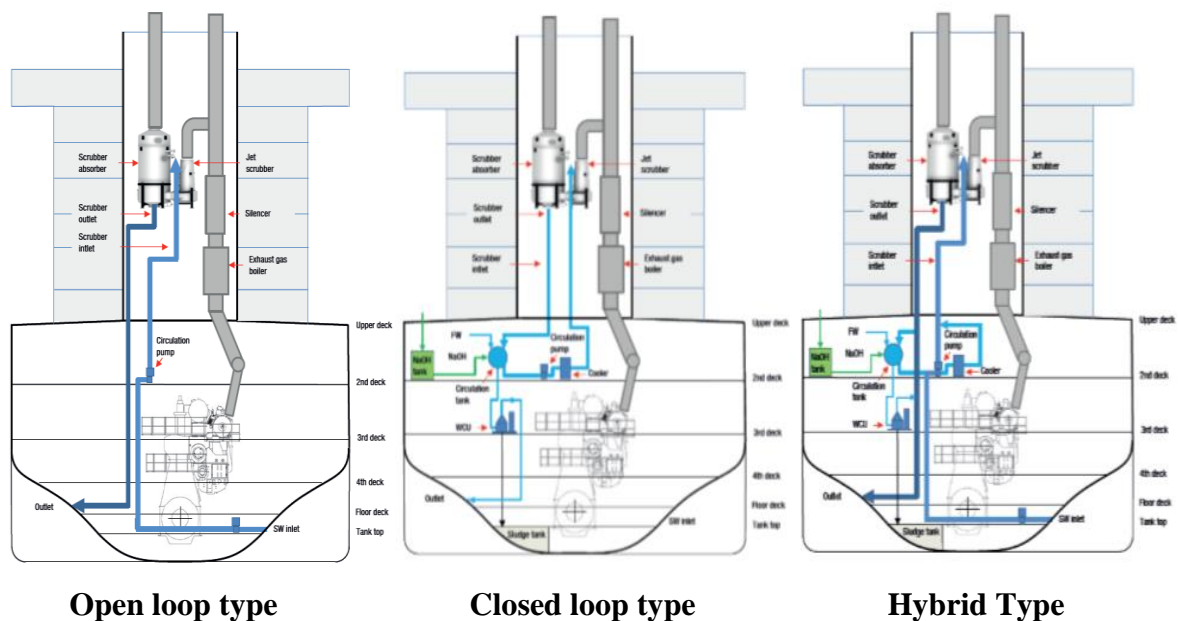 Scrubber
absorber
Jet
scrubber
Scrubber
outlet
Silencer
Scrubber
intlet
Exhaust gas
boiler
Upper deck
Circulation
pump
2nd deck
3rd deck
4th deck
Outlet
Floor deck
SW inlet
Tank top
Open loop type
Scrubber
absorber
Jet
scrubber
Scrubber
outlet
Silencer
Scrubber
inlet
Exhaust gas
boiler
Upper deck
FW
Circulation
pump
NaOH
NaOH
tank
Cooler
2nd deck
Circulation
tank
WCU
3rd deck
4th deck
Outlet
Floor deck
SW inlet
Tank top
Sludge tank
Closed loop type
Scrubber
absorber
Jet
scrubber
Scrubber
outlet
Silencer
Scrubber
intlet
Exhaust gas
boiler
Upper deck
FW
Circulation
pump
NaOH
NaOH
tank
Cooler
2nd deck
Circulation
tank
WCU
3rd deck
4th deck
Outlet
Floor deck
SW inlet
Tank top
Sludge tank
Hybrid Type